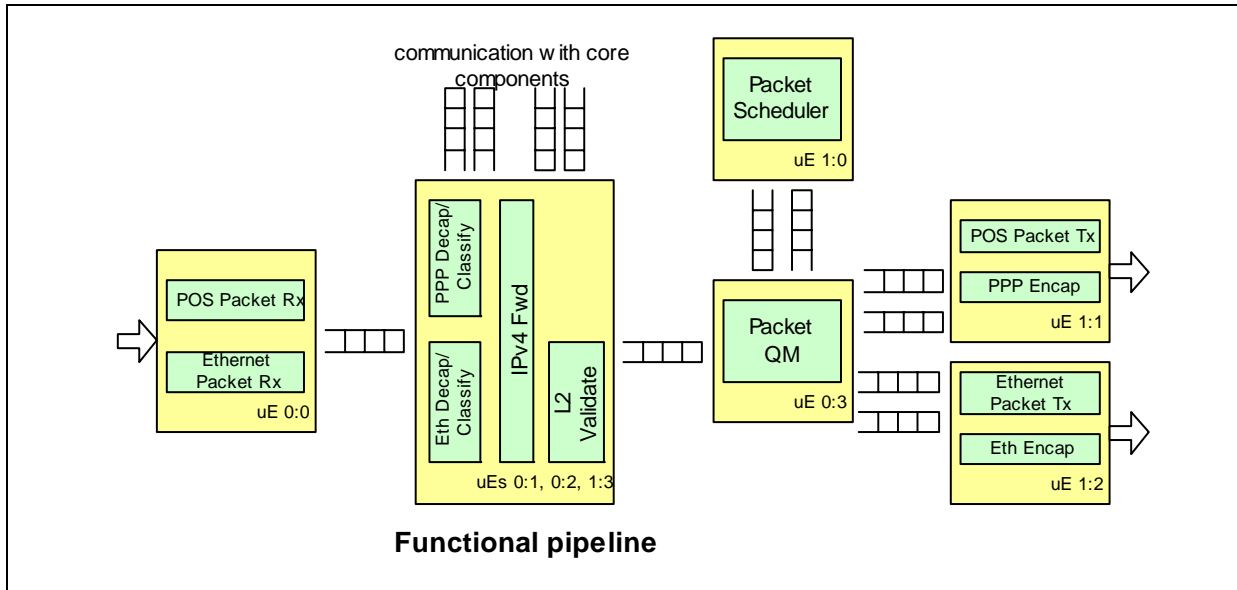 communication with core
components
Packet
Scheduler
uE 1:0
POS Packet Rx
Ethernet
Packet Rx
uE 0:0
PPP Decap/
Classify
Eth Decap/
Classify
IPv4 Fwd
L2
Validate
uEs 0:1, 0:2, 1:3
Packet
QM
uE 0:3
POS Packet Tx
PPP Encap
uE 1:1
Ethernet
Packet Tx
Eth Encap
uE 1:2
Functional pipeline